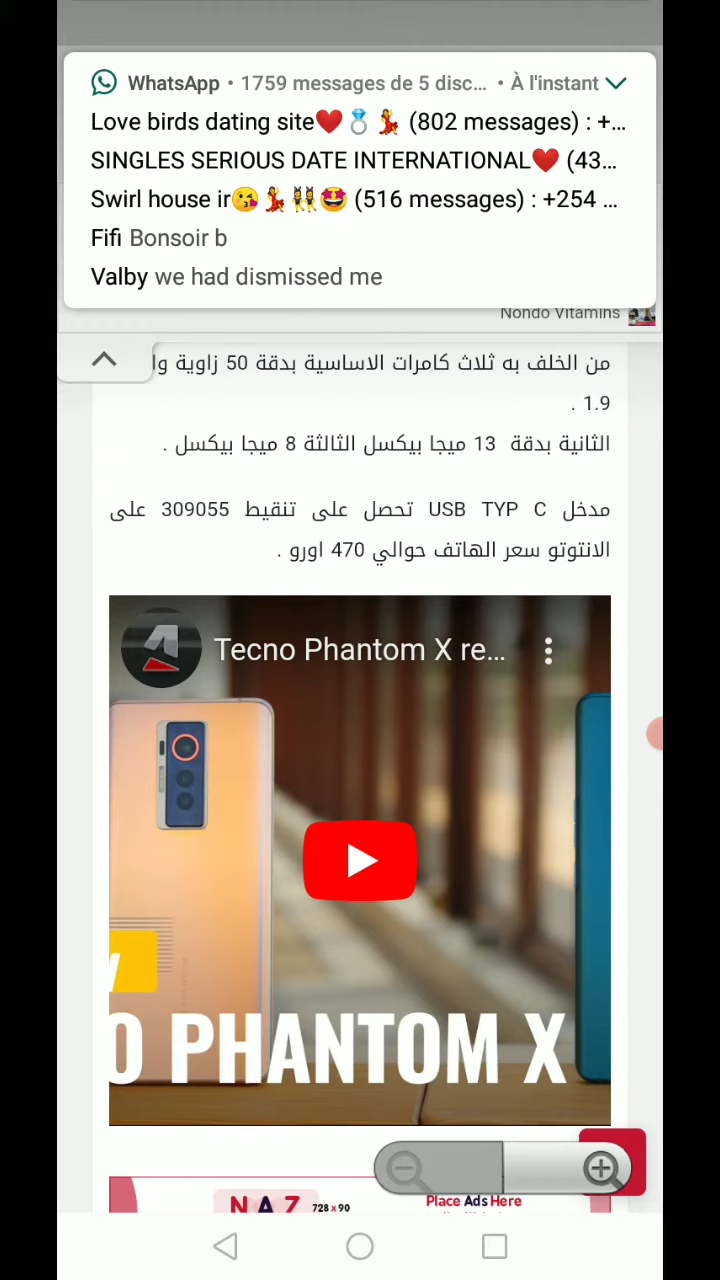 WhatsApp • 1759 messages de 5 disc... • À l'instant
Love birds dating site❤️💍💃 (802 messages) : +...
SINGLES SERIOUS DATE INTERNATIONAL❤️ (43...
Swirl house ir😘💃👯🤩 (516 messages) : +254 ...
Fifi Bonsoir b
Valby we had dismissed me
Nondo Vitamins
من الخلف به ثلاث كامرات الاساسية بدقة 50 زاوية وا
1.9 .
الثانية بدقة 13 ميجا بيكسل الثالثة 8 ميجا بيكسل .
مدخل USB TYP C تحصل على تنقيط 309055 على
الانتوتو سعر الهاتف حوالي 470 اورو .
Tecno Phantom X re...
O PHANTOM X
NAZ 728 x 90
Place Ads Here